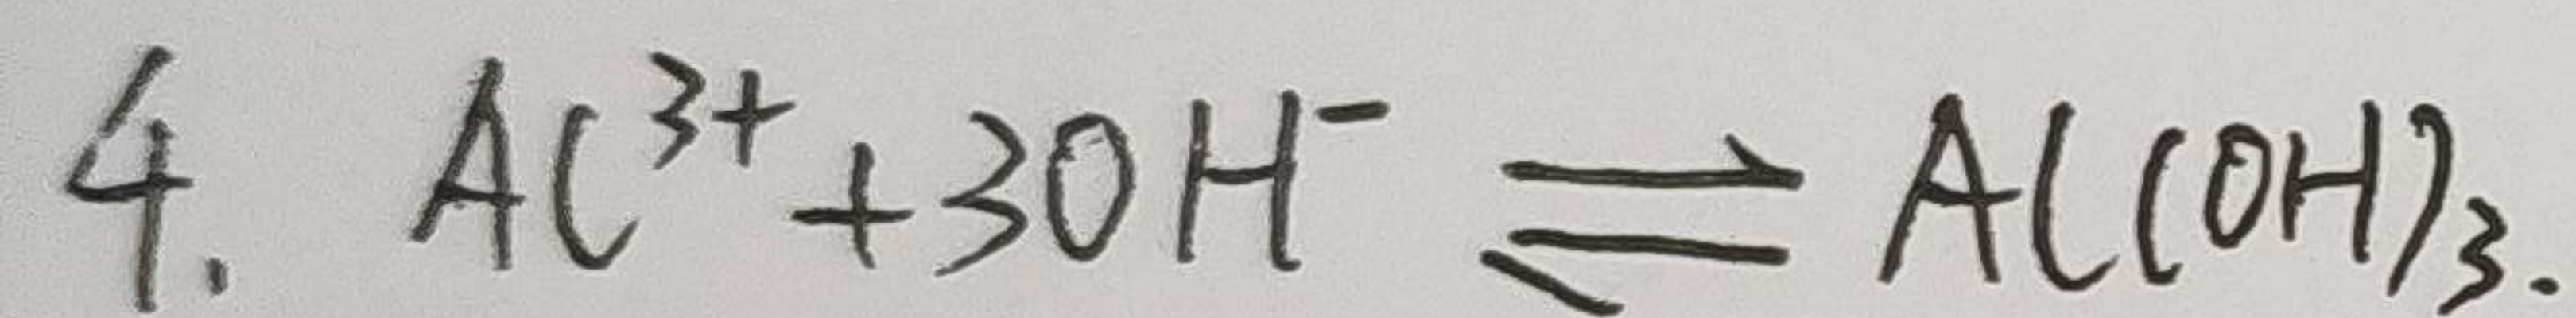 4. Al³⁺ + 3OH⁻ ⇌ Al(OH)₃.